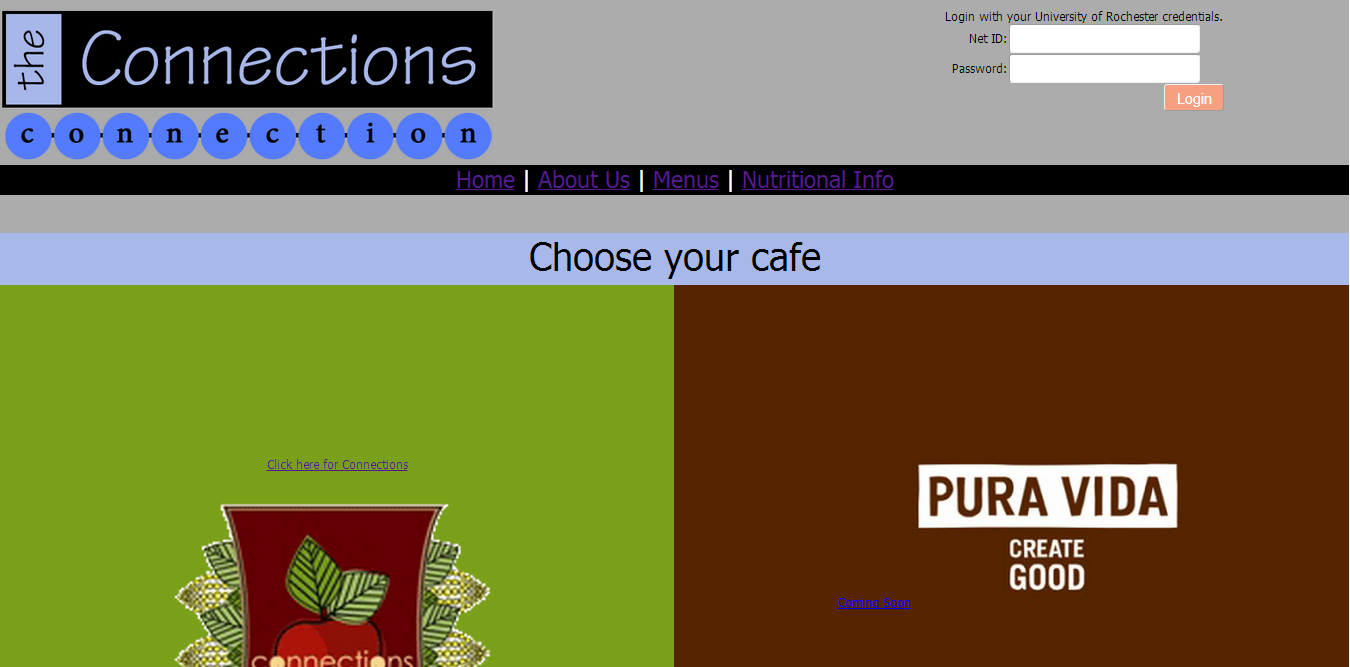 the Connections
connection
Login with your University of Rochester credentials.
Net ID:
Password:
Login
Home | About Us | Menus | Nutritional Info
Choose your cafe
Click here for Connections
connections
PURA VIDA
CREATE
GOOD
Coming Soon